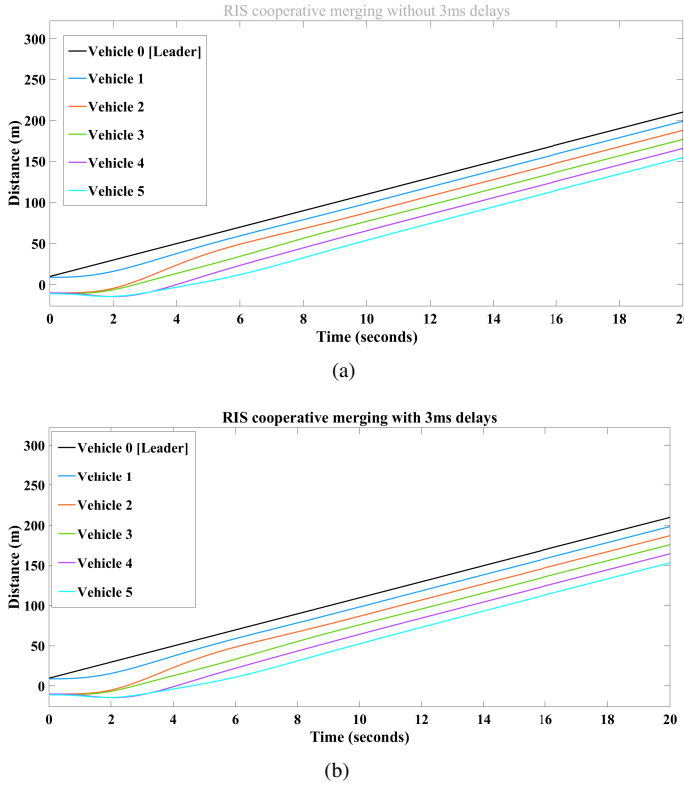 RIS cooperative merging without 3ms delays
300
250
200
150
100
50
0
Distance (m)
Vehicle 0 [Leader]
Vehicle 1
Vehicle 2
Vehicle 3
Vehicle 4
Vehicle 5
0 2 4 6 8 10 12 14 16 18 20
Time (seconds)
(a)
RIS cooperative merging with 3ms delays
300
250
200
150
100
50
0
Distance (m)
Vehicle 0 [Leader]
Vehicle 1
Vehicle 2
Vehicle 3
Vehicle 4
Vehicle 5
0 2 4 6 8 10 12 14 16 18 20
Time (seconds)
(b)